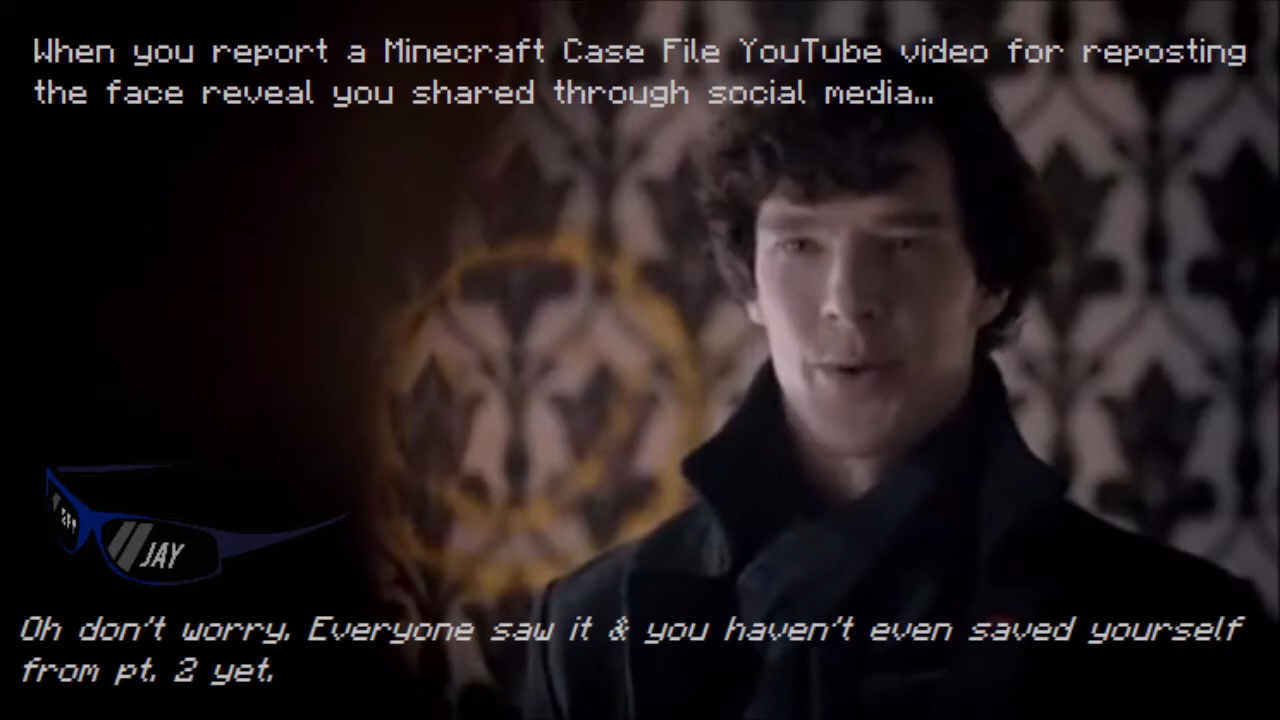 When you report a Minecraft Case File YouTube video for reposting
the face reveal you shared through social media...
JAY
Oh don't worry. Everyone saw it & you haven't even saved yourself
from pt. 2 yet.